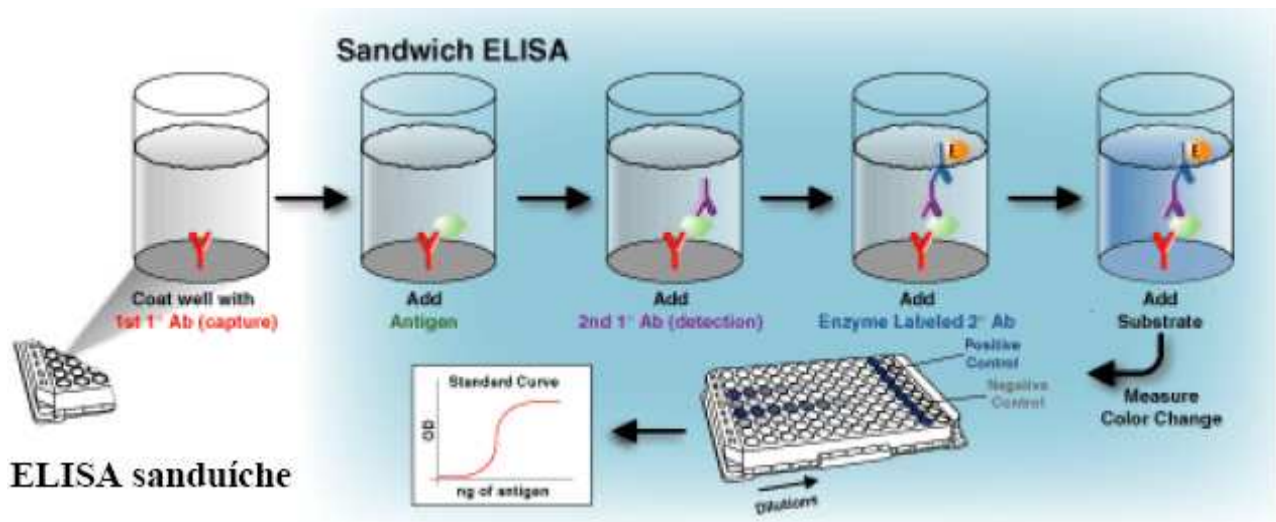 Sandwich ELISA
Coat well with
1st 1° Ab (capture)
Add
Antigen
Add
2nd 1° Ab (detection)
Add
Enzyme Labeled 2° Ab
E
Add
Substrate
E
Measure
Color Change
Positive
Control
Negative
Control
Dilutions
Standard Curve
OD
ng of antigen
ELISA sanduíche